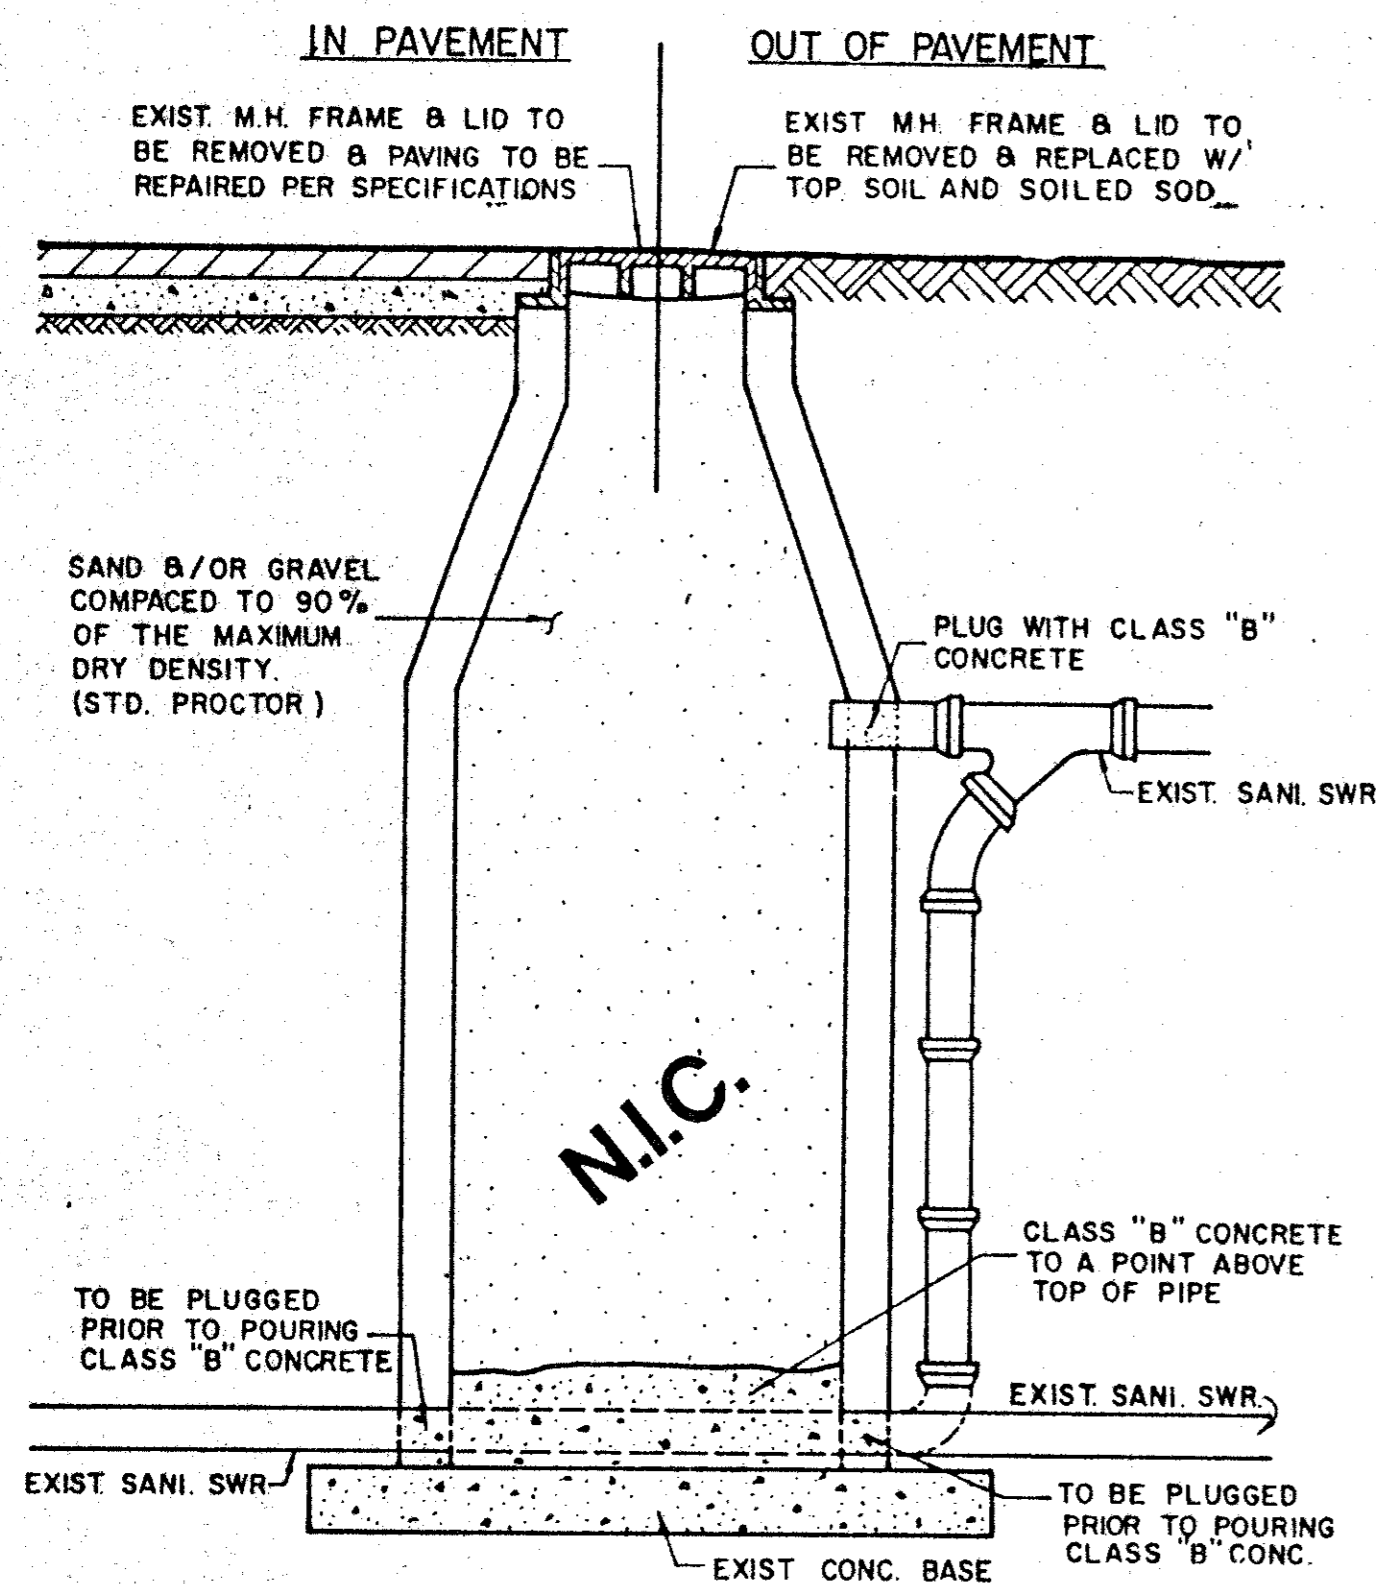 IN PAVEMENT
OUT OF PAVEMENT
EXIST. M.H. FRAME & LID TO
BE REMOVED & PAVING TO BE
REPAIRED PER SPECIFICATIONS
EXIST MH. FRAME & LID TO
BE REMOVED & REPLACED W/
TOP SOIL AND SOILED SOD
SAND &/OR GRAVEL
COMPACED TO 90%
OF THE MAXIMUM
DRY DENSITY.
(STD. PROCTOR)
PLUG WITH CLASS "B"
CONCRETE
EXIST. SANI. SWR
N.I.C.
CLASS "B" CONCRETE
TO A POINT ABOVE
TOP OF PIPE
TO BE PLUGGED
PRIOR TO POURING
CLASS "B" CONCRETE
EXIST. SANI. SWR.
EXIST. SANI. SWR
TO BE PLUGGED
PRIOR TO POURING
CLASS "B" CONC.
EXIST CONC. BASE